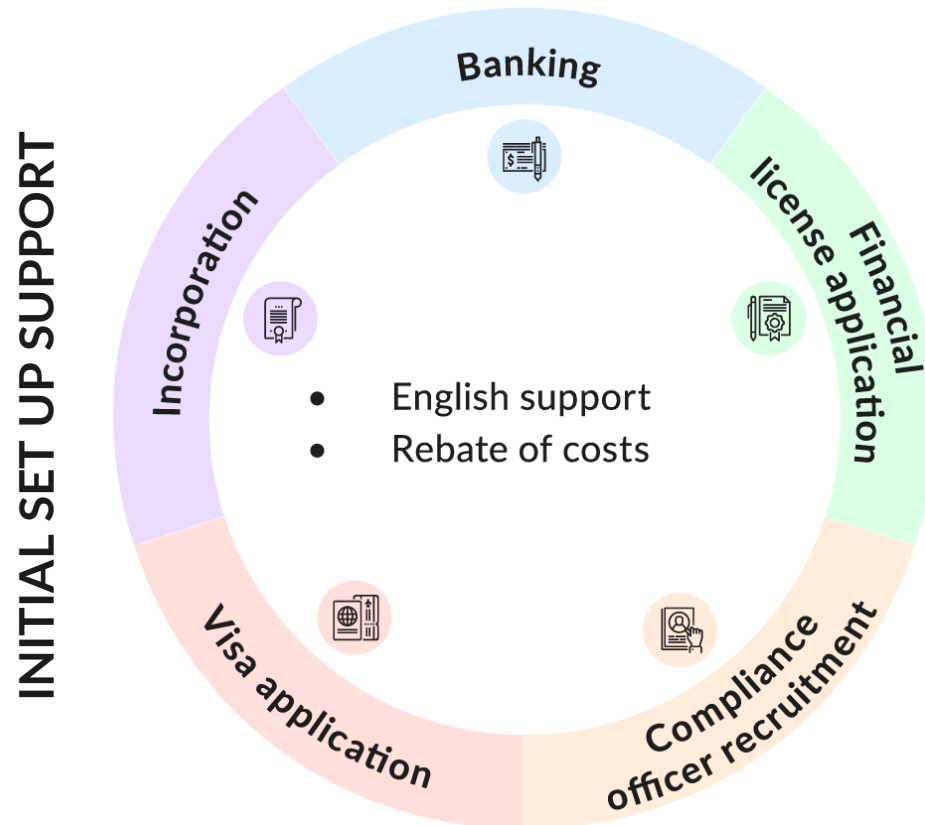 INITIAL SET UP SUPPORT
Banking
Financial
license application
Compliance
officer recruitment
Visa application
Incorporation
$
• English support
• Rebate of costs